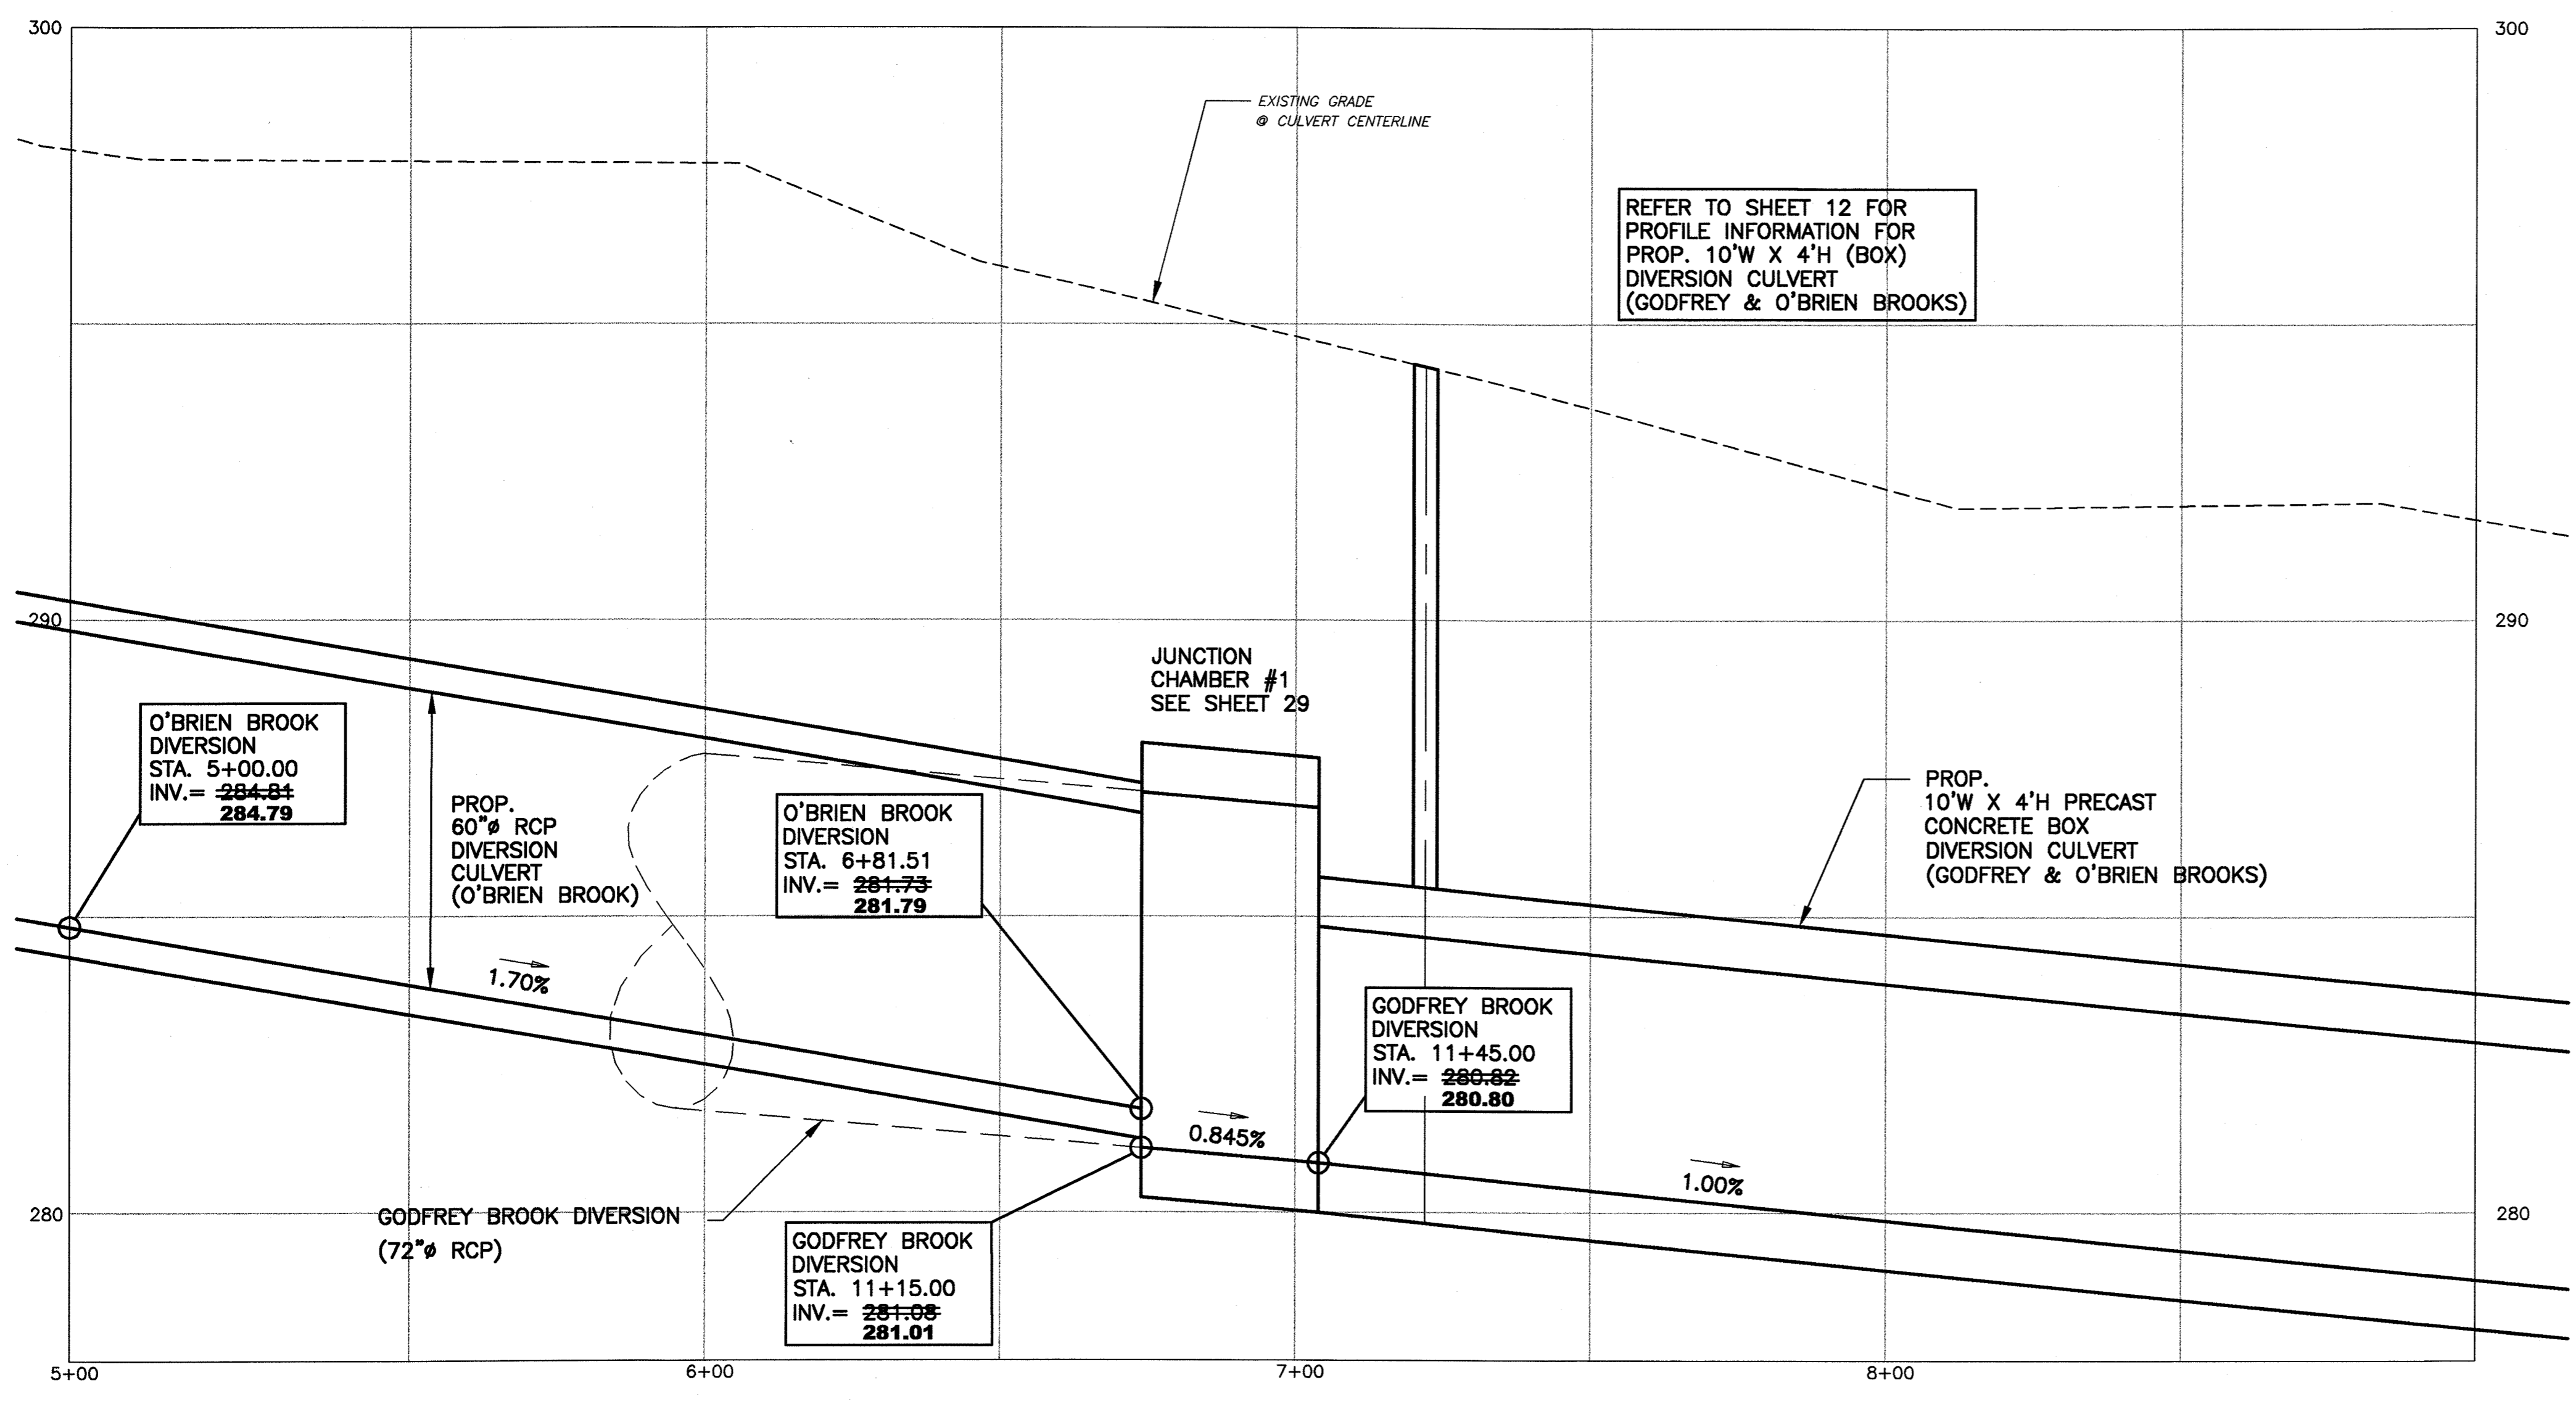 300
300
EXISTING GRADE
@ CULVERT CENTERLINE
REFER TO SHEET 12 FOR
PROFILE INFORMATION FOR
PROP. 10'W X 4'H (BOX)
DIVERSION CULVERT
(GODFREY & O'BRIEN BROOKS)
290
290
JUNCTION
CHAMBER #1
SEE SHEET 29
O'BRIEN BROOK
DIVERSION
STA. 5+00.00
INV.= 284.81
284.79
PROP.
60"ø RCP
DIVERSION
CULVERT
(O'BRIEN BROOK)
O'BRIEN BROOK
DIVERSION
STA. 6+81.51
INV.= 281.73
281.79
PROP.
10'W X 4'H PRECAST
CONCRETE BOX
DIVERSION CULVERT
(GODFREY & O'BRIEN BROOKS)
1.70%
GODFREY BROOK
DIVERSION
STA. 11+45.00
INV.= 280.82
280.80
0.845%
1.00%
280
GODFREY BROOK DIVERSION
(72"ø RCP)
GODFREY BROOK
DIVERSION
STA. 11+15.00
INV.= 281.08
281.01
280
5+00
6+00
7+00
8+00